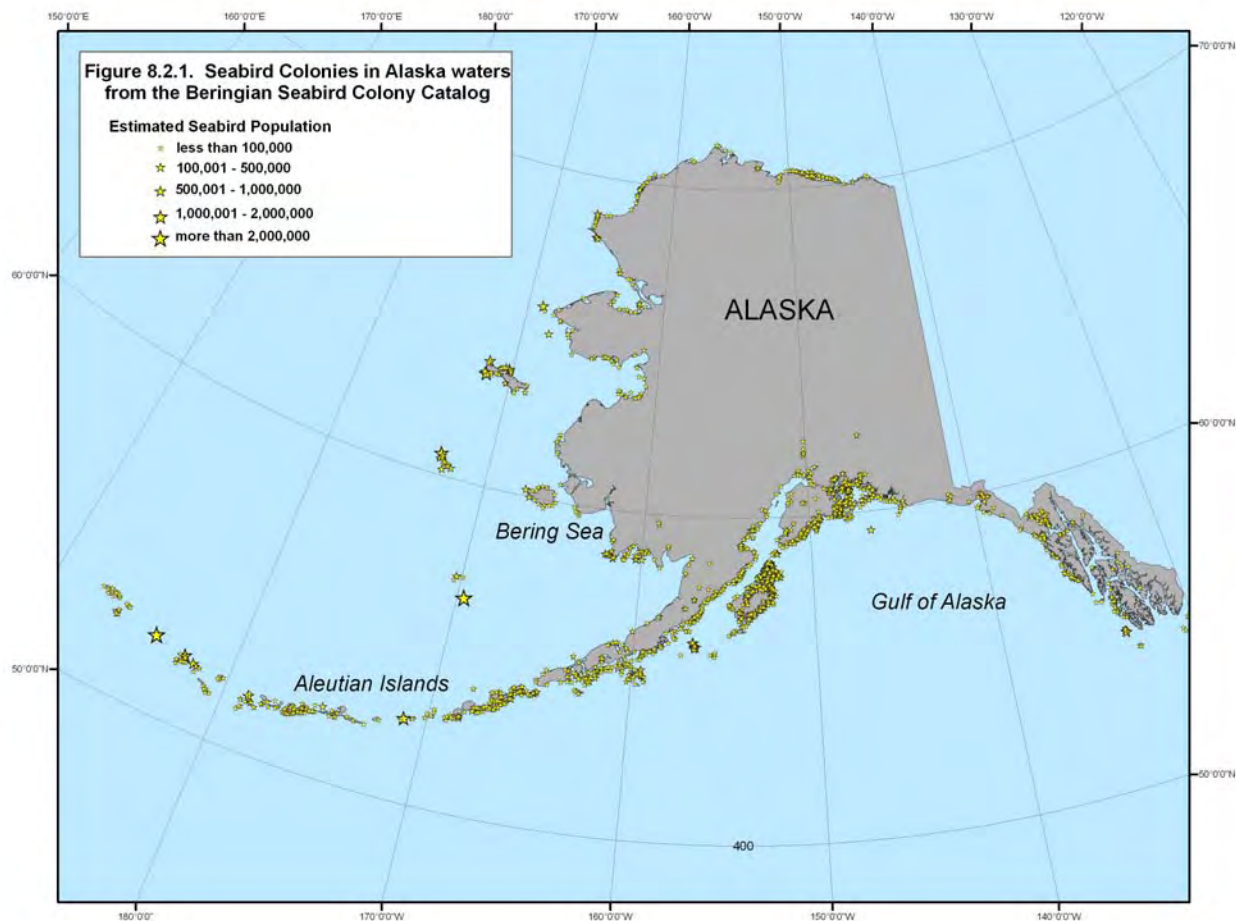 150°0'0"W 160°0'0"W 170°0'0"W 180°0'0"W 170°0'0"W 160°0'0"W 150°0'0"W 140°0'0"W 130°0'0"W 120°0'0"W
70°0'0"N
Figure 8.2.1. Seabird Colonies in Alaska waters
from the Beringian Seabird Colony Catalog
Estimated Seabird Population
less than 100,000
100,001 - 500,000
500,001 - 1,000,000
1,000,001 - 2,000,000
more than 2,000,000
60°0'0"N
ALASKA
60°0'0"N
Bering Sea
Gulf of Alaska
50°0'0"N
Aleutian Islands
50°0'0"N
400
180°0'0" 170°0'0"W 160°0'0"W 150°0'0"W 140°0'0"W